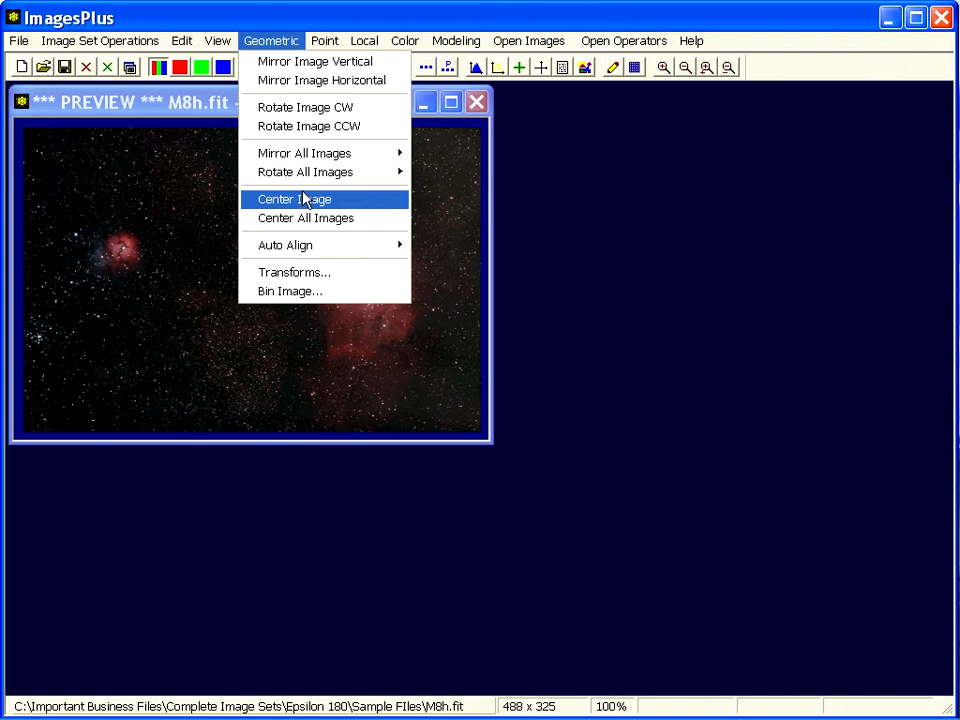 ImagesPlus
File Image Set Operations Edit View Geometric Point Local Color Modeling Open Images Open Operators Help
*** PREVIEW *** M8h.fit -
Mirror Image Vertical
Mirror Image Horizontal
Rotate Image CW
Rotate Image CCW
Mirror All Images
Rotate All Images
Center Image
Center All Images
Auto Align
Transforms...
Bin Image...
C:\Important Business Files\Complete Image Sets\Epsilon 180\Sample FIles\M8h.fit 488 x 325 100%